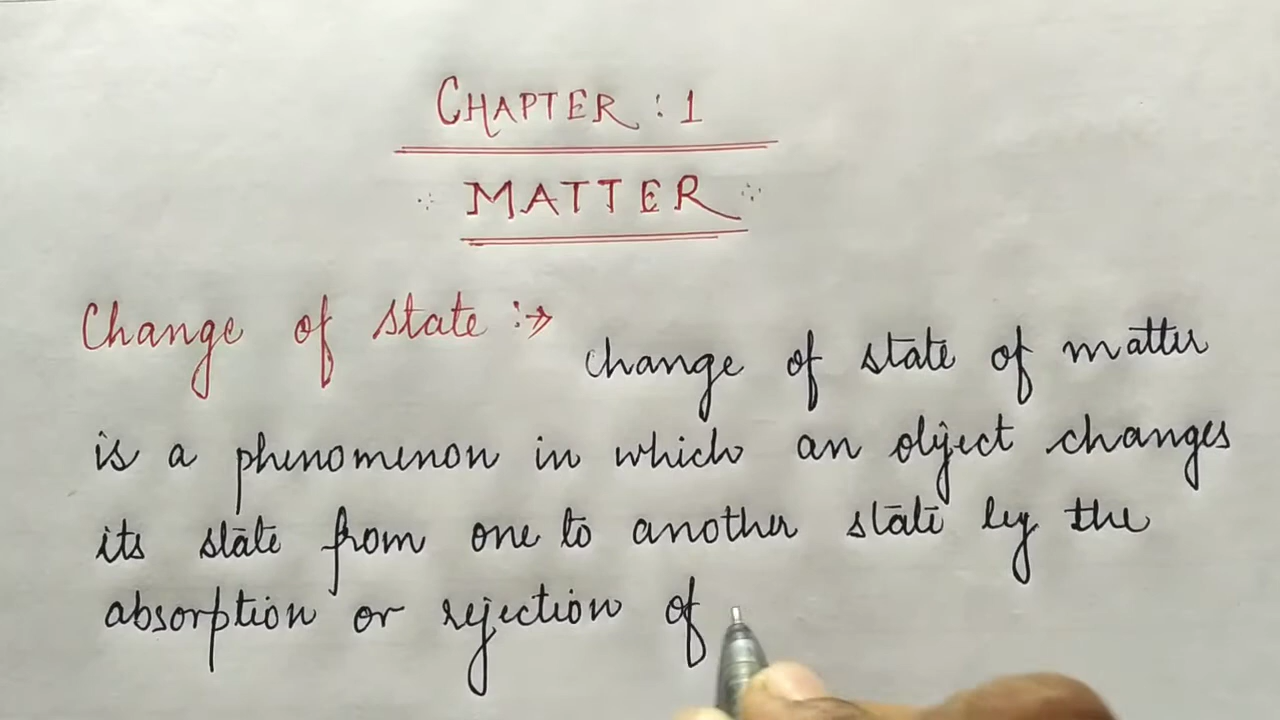 CHAPTER : 1
MATTER
Change of state :→ change of state of matter
is a phenomenon in which an object changes
its state from one to another state by the
absorption or rejection of